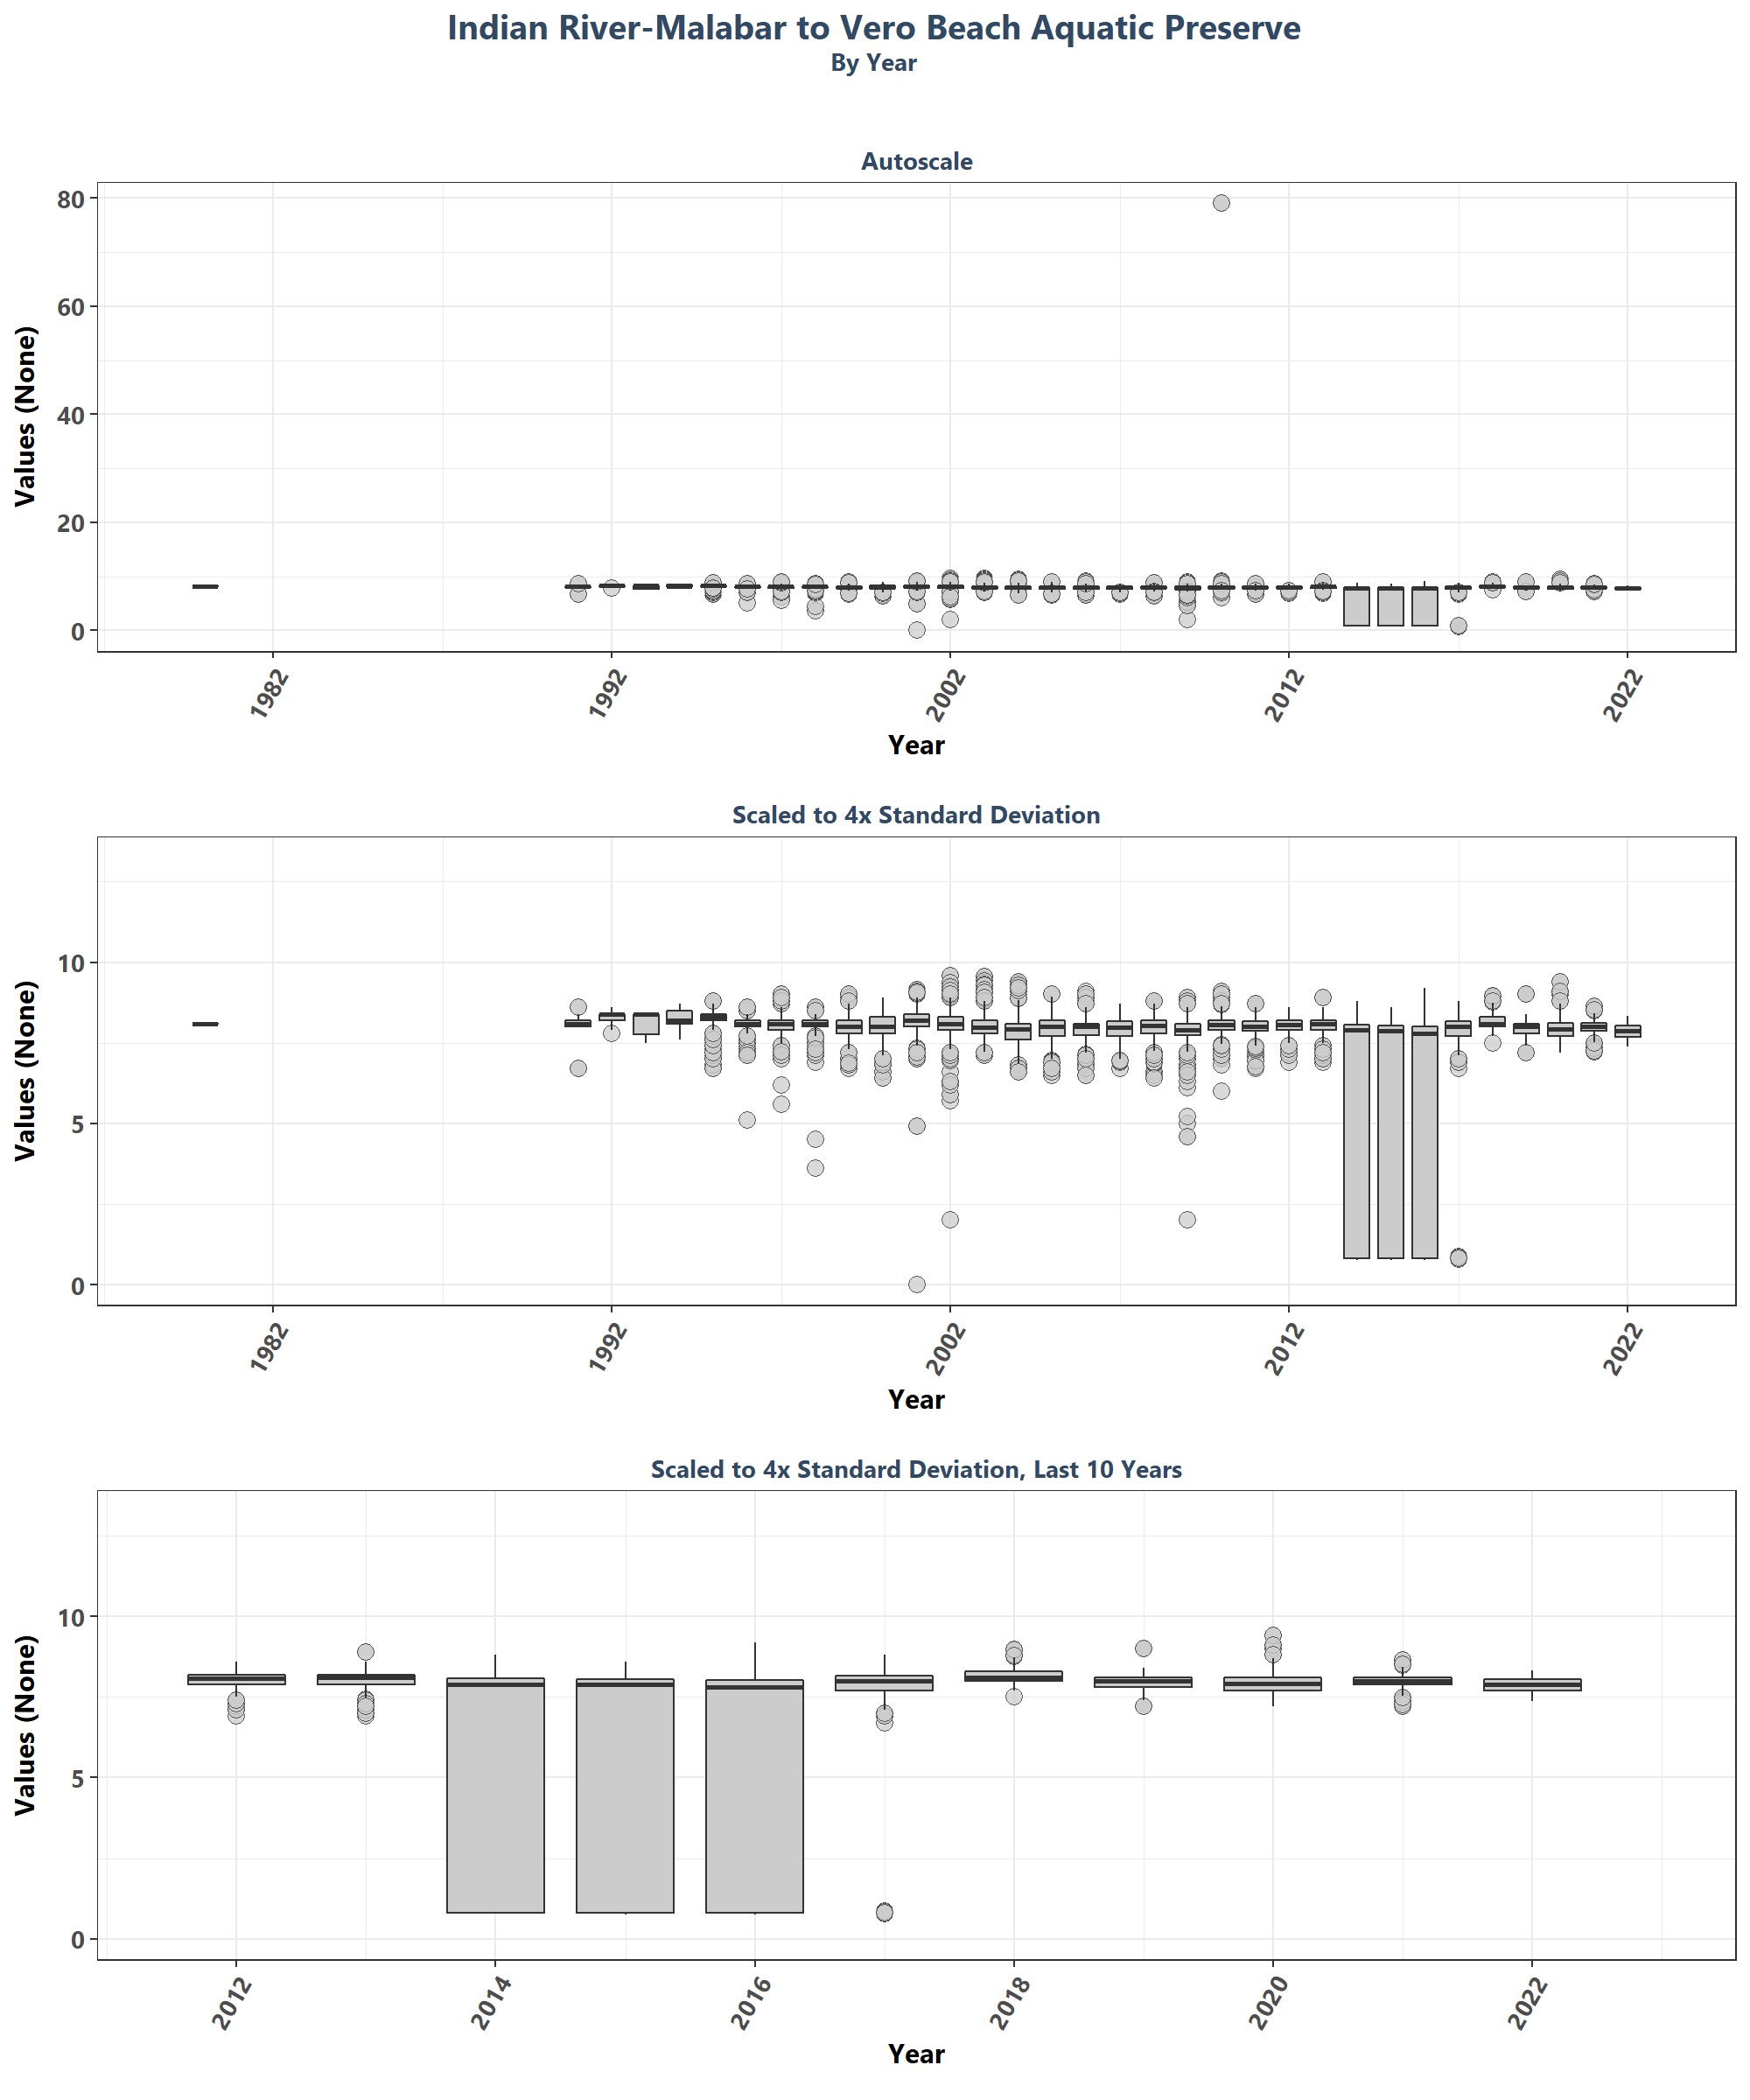 Indian River-Malabar to Vero Beach Aquatic Preserve
By Year
Autoscale
Values (None)
80
60
40
20
0
1982
1992
2002
2012
2022
Year
Scaled to 4x Standard Deviation
Values (None)
10
5
0
1982
1992
2002
2012
2022
Year
Scaled to 4x Standard Deviation, Last 10 Years
Values (None)
10
5
0
2012
2014
2016
2018
2020
2022
Year